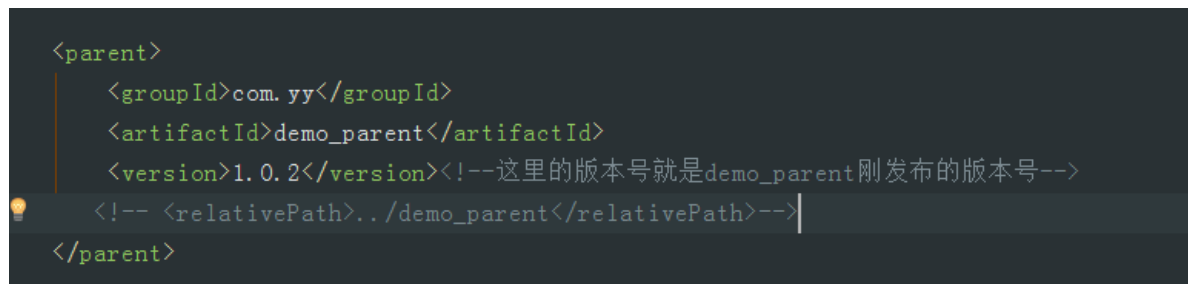 <parent>
<groupId>com.yy</groupId>
<artifactId>demo_parent</artifactId>
<version>1.0.2</version><!--这里的版本号就是demo_parent刚发布的版本号-->
<!-- <relativePath>../demo_parent</relativePath>-->
</parent>